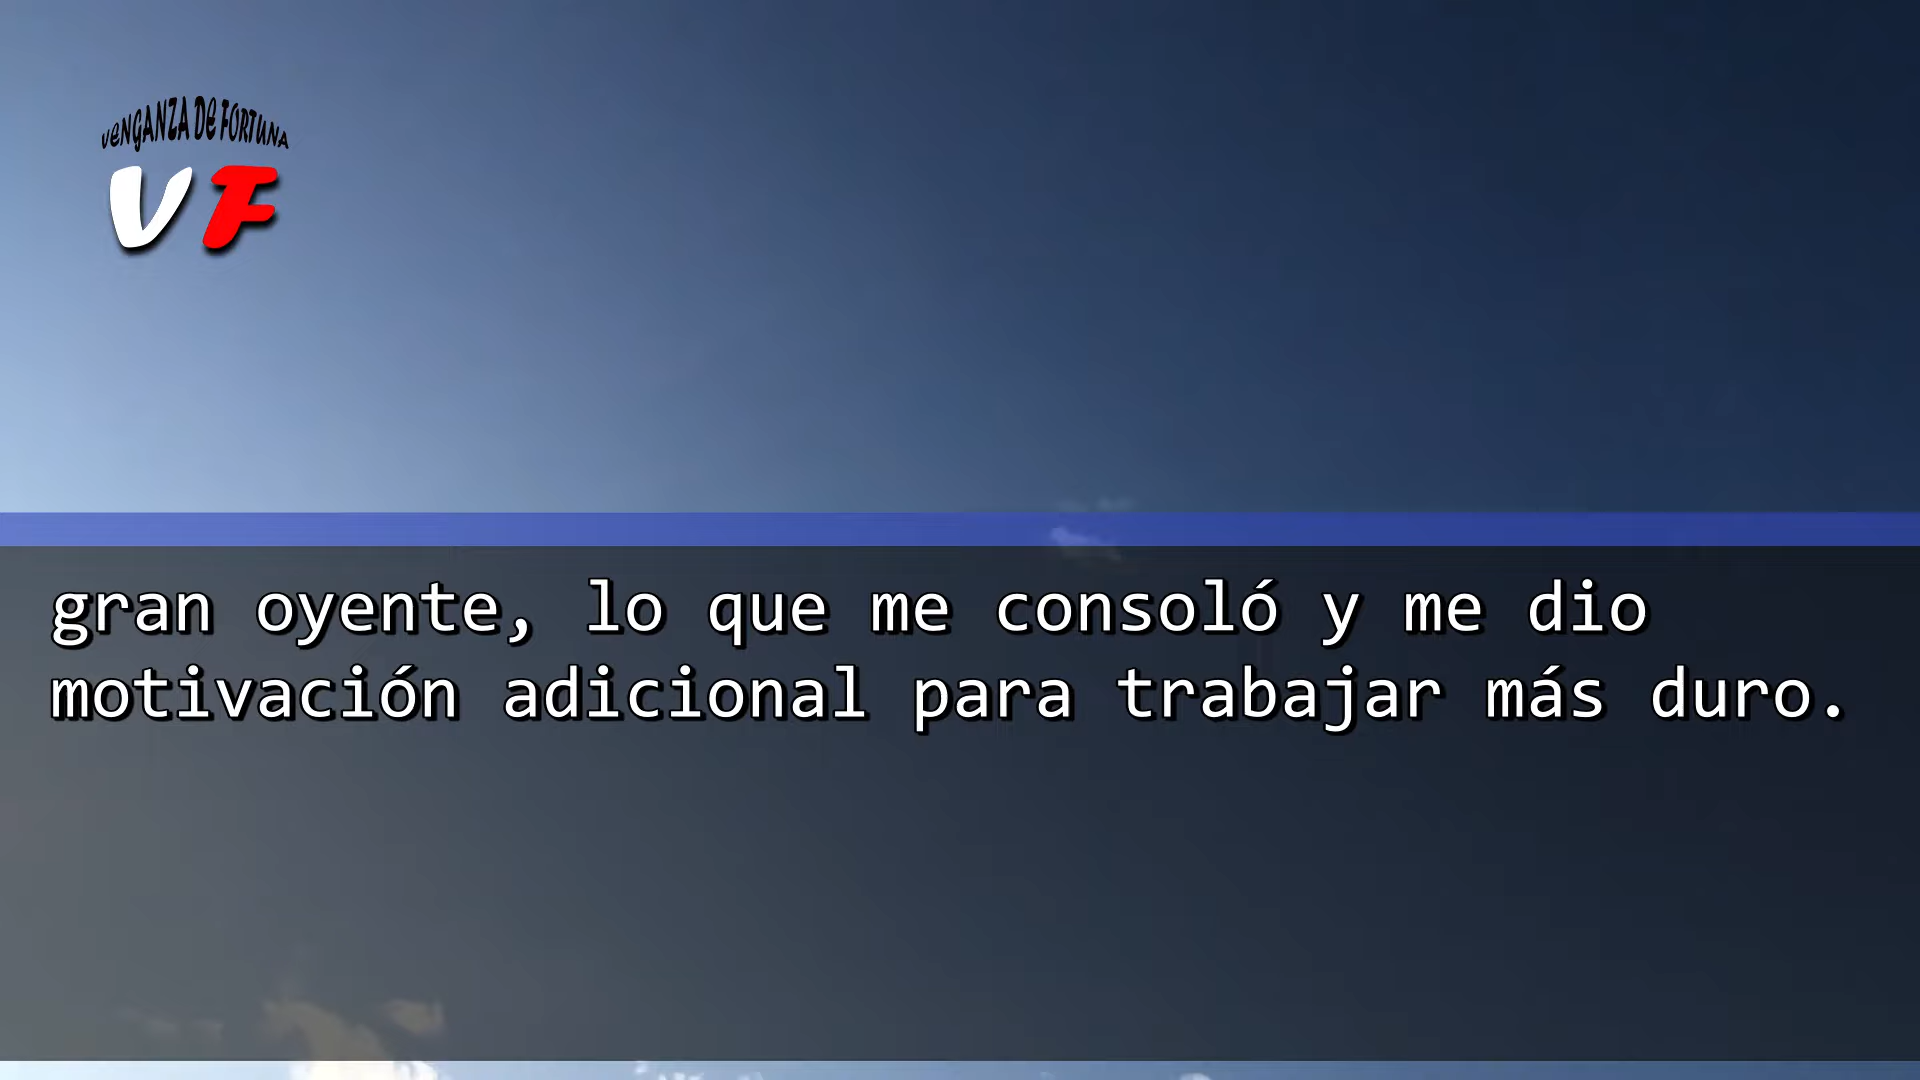 VENGANZA DE FORTUNA
VF
gran oyente, lo que me consoló y me dio
motivación adicional para trabajar más duro.